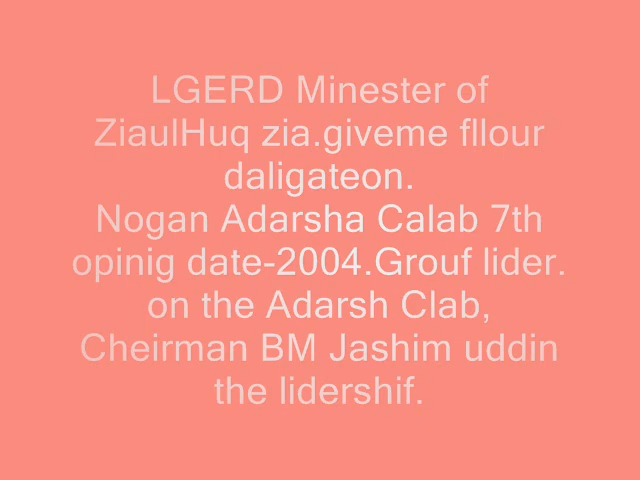 LGERD Minester of
ZiaulHuq zia.giveme fllour
daligateon.
Nogan Adarsha Calab 7th
opinig date-2004.Grouf lider.
on the Adarsh Clab,
Cheirman BM Jashim uddin
the lidershif.